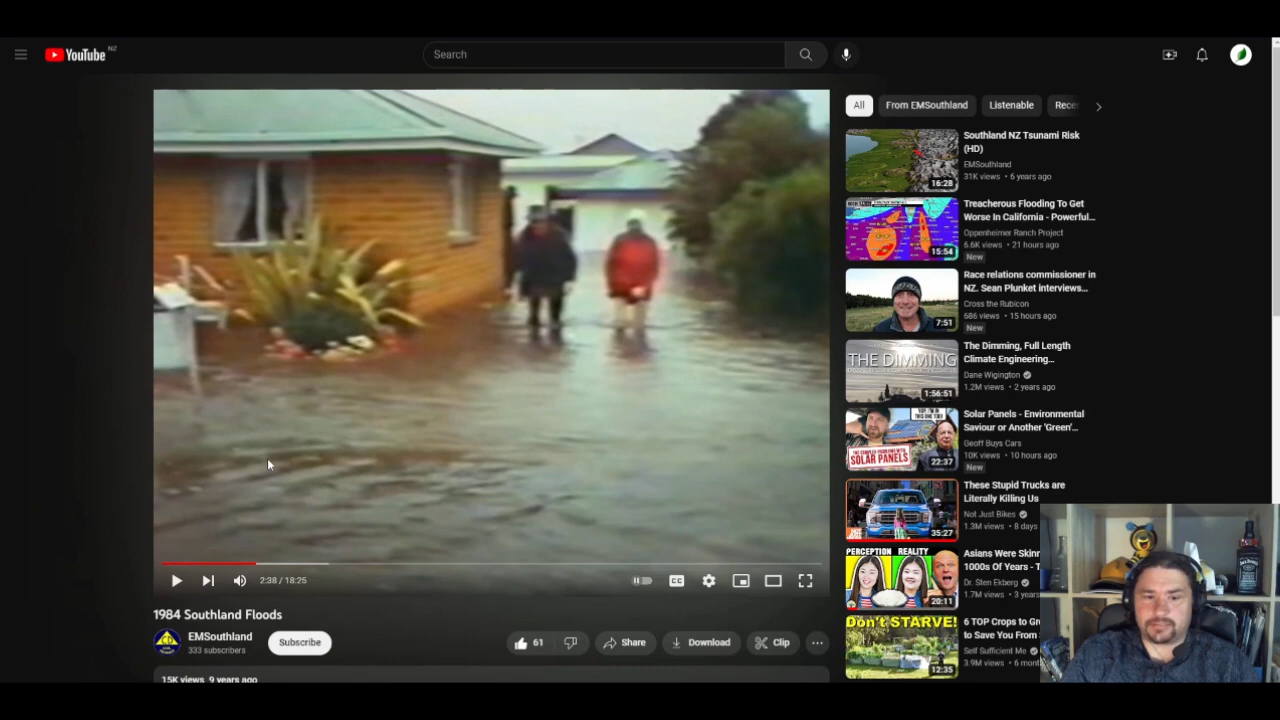 YouTube NZ
Search
All
From EMSouthland
Listenable
Rece
Southland NZ Tsunami Risk
(HD)
EMSouthland
31K views • 6 years ago
16:28
Treacherous Flooding To Get
Worse In California - Powerful...
Oppenheimer Ranch Project
6.6K views • 21 hours ago
New
15:54
Race relations commissioner in
NZ. Sean Plunket interviews...
Cross the Rubicon
686 views • 15 hours ago
New
7:51
THE DIMMING
The Dimming, Full Length
Climate Engineering...
Dane Wigington
1.2M views • 2 years ago
1:56:51
Solar Panels - Environmental
Saviour or Another 'Green'...
Geoff Buys Cars
10K views • 10 hours ago
New
SOLAR PANELS
22:37
These Stupid Trucks are
Literally Killing Us
Not Just Bikes
1.3M views • 8 days
35:27
PERCEPTION REALITY
Asians Were Skinn
1000s Of Years - T
Dr. Sten Ekberg
1.7M views • 3 years
20:11
Don't STARVE!
6 TOP Crops to Gr
to Save You From
Self Sufficient Me
3.9M views • 6 mont
12:35
2:38 / 18:25
CC
1984 Southland Floods
EMSouthland
333 subscribers
Subscribe
61
Share
Download
Clip
15K views 9 years ago